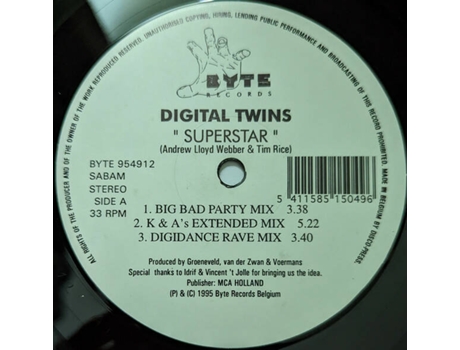 ALL RIGHTS OF THE PRODUCER AND OF THE OWNER OF THE WORK REPRODUCED RESERVED. UNAUTHORISED COPYING, HIRING, LENDING, PUBLIC PERFORMANCE AND BROADCASTING OF THIS RECORD PROHIBITED. MADE IN BELGIUM BY DISCO PRESS.
BYTE
RECORDS
DIGITAL TWINS
" SUPERSTAR "
(Andrew Lloyd Webber & Tim Rice)
BYTE 954912
SABAM
STEREO
SIDE A
33 RPM
5 411585 150496
1. BIG BAD PARTY MIX 3.38
2. K & A's EXTENDED MIX 5.22
3. DIGIDANCE RAVE MIX 3.40
Produced by Groeneveld, van der Zwan & Voermans
Special thanks to Idrif & Vincent 't Jolle for bringing us the idea.
Publisher: MCA HOLLAND
(P) & (C) 1995 Byte Records Belgium